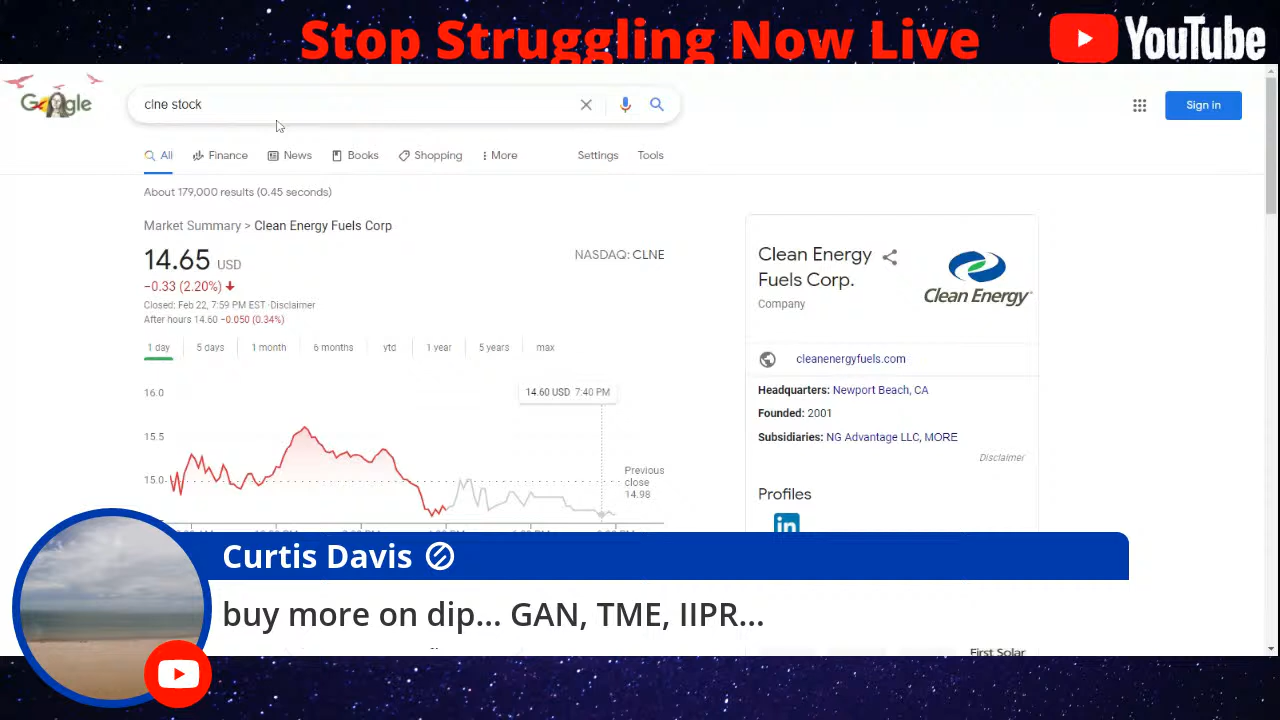 Stop Struggling Now Live
YouTube
Google
clne stock
Sign in
All
Finance
News
Books
Shopping
More
Settings
Tools
About 179,000 results (0.45 seconds)
Market Summary > Clean Energy Fuels Corp
14.65 USD
NASDAQ: CLNE
−0.33 (2.20%)
Closed: Feb 22, 7:59 PM EST · Disclaimer
After hours 14.60 −0.050 (0.34%)
1 day
5 days
1 month
6 months
ytd
1 year
5 years
max
14.60 USD 7:40 PM
16.0
15.5
15.0
Previous
close
14.98
Clean Energy
Fuels Corp.
Company
Clean Energy
cleanenergyfuels.com
Headquarters: Newport Beach, CA
Founded: 2001
Subsidiaries: NG Advantage LLC, MORE
Disclaimer
Profiles
in
First Solar
Curtis Davis
buy more on dip... GAN, TME, IIPR...